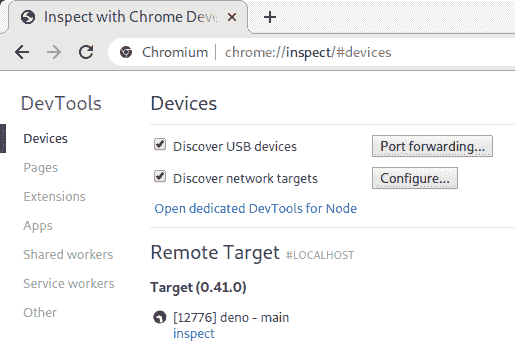 Inspect with Chrome Deve
Chromium | chrome://inspect/#devices
DevTools
Devices
Pages
Extensions
Apps
Shared workers
Service workers
Other
Devices
Discover USB devices
Port forwarding...
Discover network targets
Configure...
Open dedicated DevTools for Node
Remote Target #LOCALHOST
Target (0.41.0)
[12776] deno - main
inspect